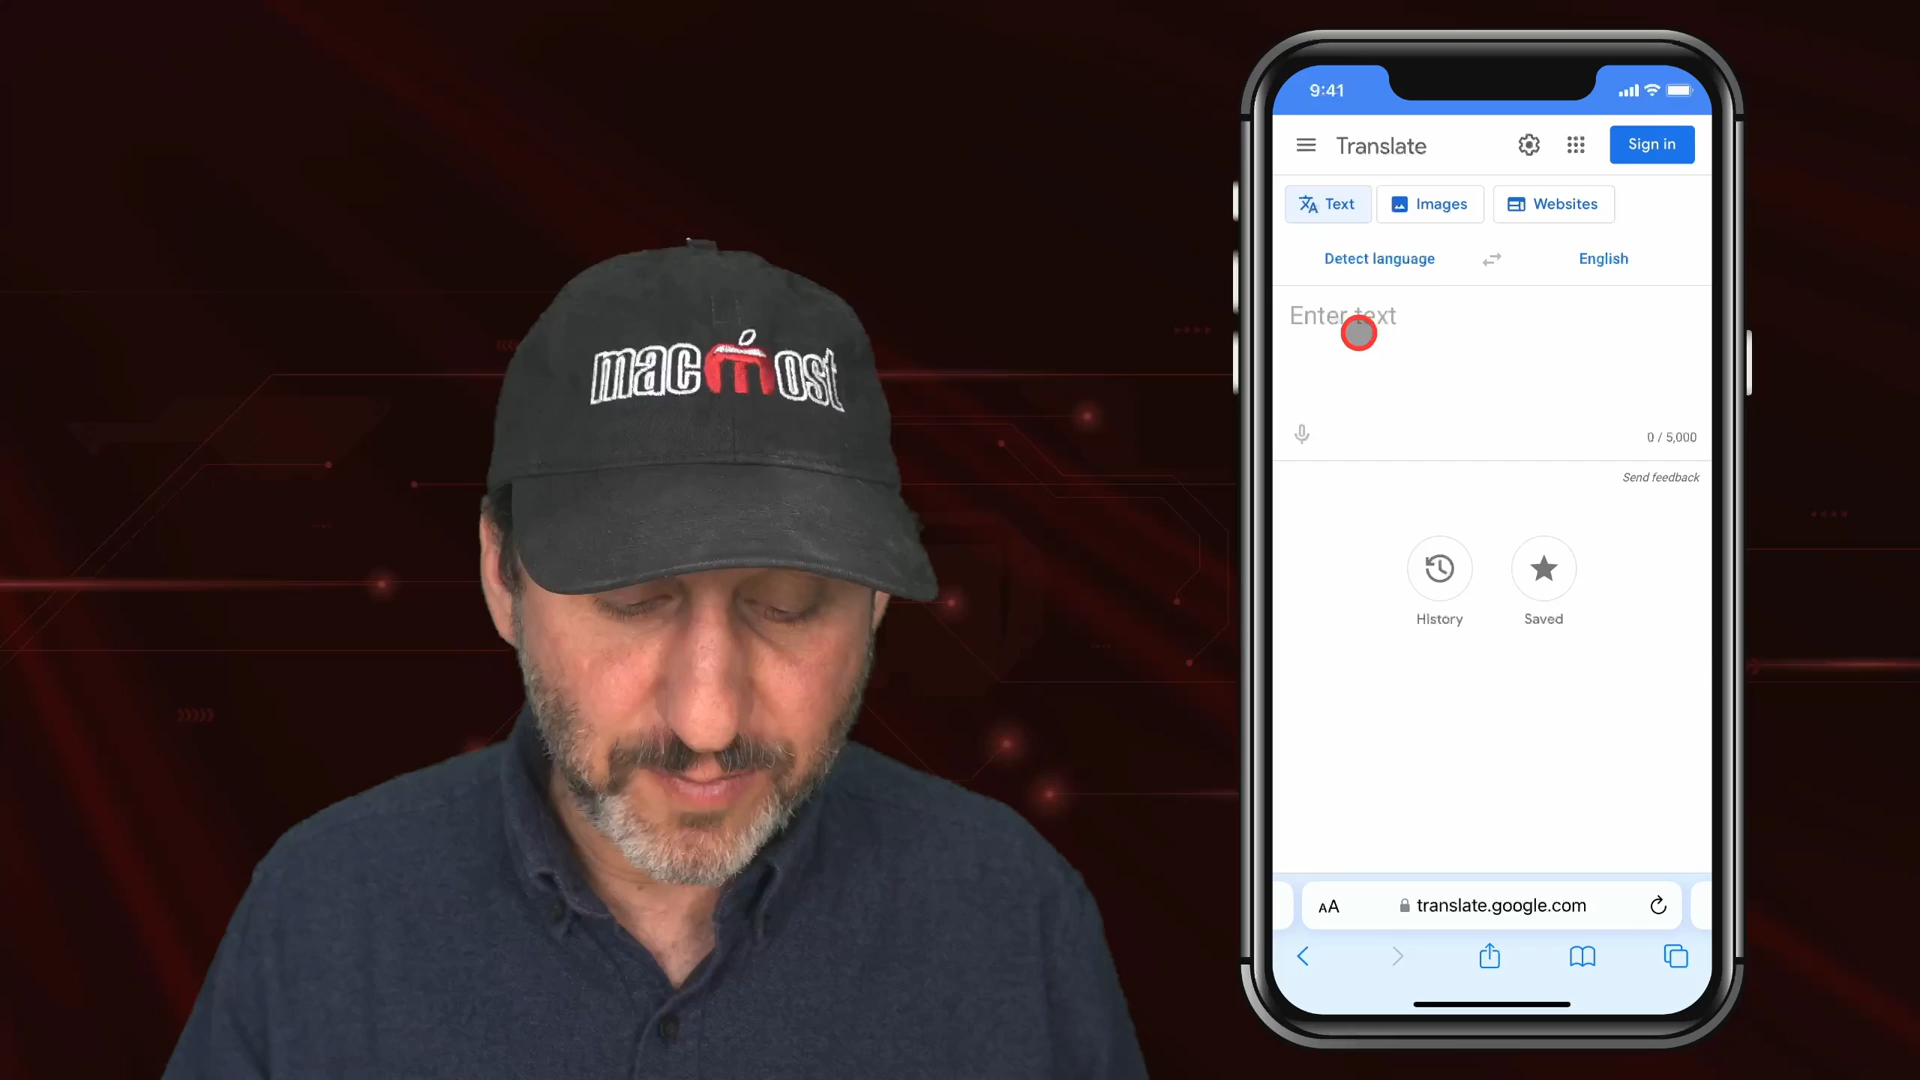 macmost
9:41
Translate
Sign in
Text
Images
Websites
Detect language
English
Enter text
0 / 5,000
Send feedback
History
Saved
AA
translate.google.com